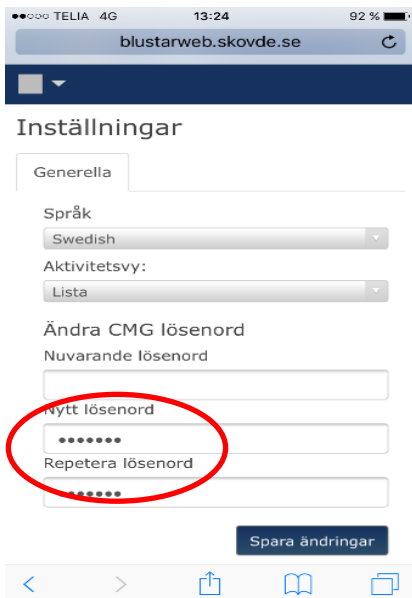 ●●○○○ TELIA 4G 13:24 92 %
blustarweb.skovde.se
Inställningar
Generella
Språk
Swedish
Aktivitetsvy:
Lista
Ändra CMG lösenord
Nuvarande lösenord
Nytt lösenord
●●●●●●●
Repetera lösenord
●●●●●●●
Spara ändringar